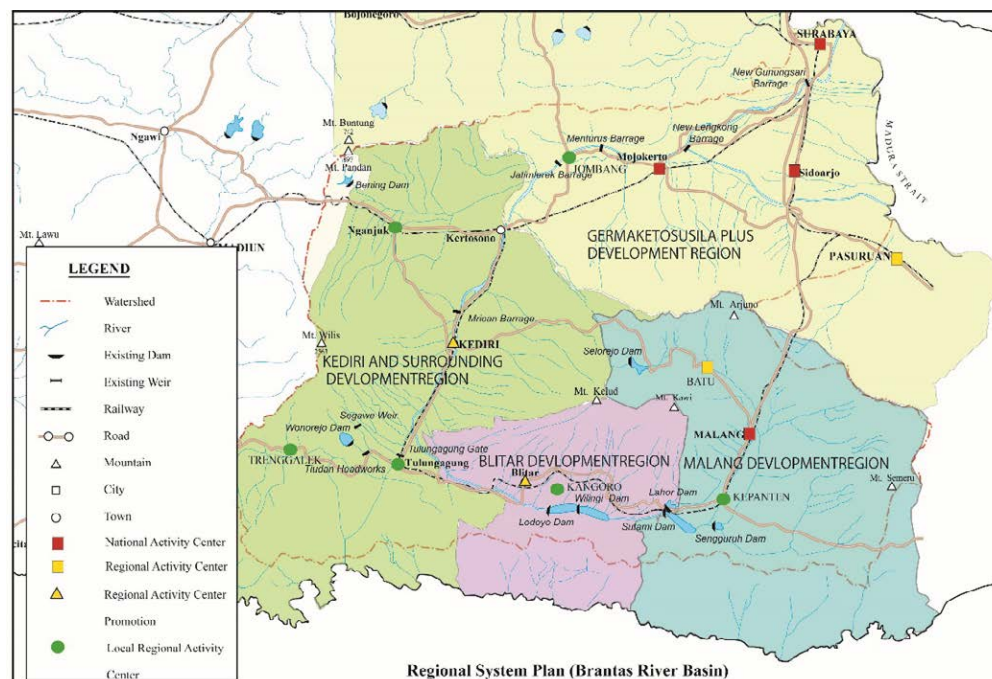 Bojonegoro
SURABAYA
New Gunungsari
Barrage
Ngawi
Mt. Buntung
Mt. Pandan
Bening Dam
Menturus Barrage
New Lengkong
Barrage
MADURA STRAIT
Jatimlerek Barrage
JOMBANG
Mojokerto
Sidoarjo
Mt. Lawu
MADIUN
Nganjuk
Kertosono
GERMAKETOSUSILA PLUS
DEVELOPMENT REGION
PASURUAN
LEGEND
Watershed
River
Existing Dam
Existing Weir
Railway
Road
Mountain
City
Town
National Activity Center
Regional Activity Center
Regional Activity Center
Promotion
Local Regional Activity
Center
Mrican Barrage
Mt. Arjuno
Mt. Wilis
KEDIRI
KEDIRI AND SURROUNDING
DEVLOPMENTREGION
Selorejo Dam
BATU
Mt. Kelud
Mt. Kawi
Segawe Weir
Wonorejo Dam
MALANG
Tulungagung Gate
TRENGGALEK
Tiudan Headworks
Tulungagung
BLITAR DEVLOPMENTREGION
MALANG DEVLOPMENTREGION
Blitar
KANGORO
Mt. Semeru
Wilingi Dam
Lahor Dam
KEPANTEN
Lodoyo Dam
Sutami Dam
Sengguruh Dam
Regional System Plan (Brantas River Basin)